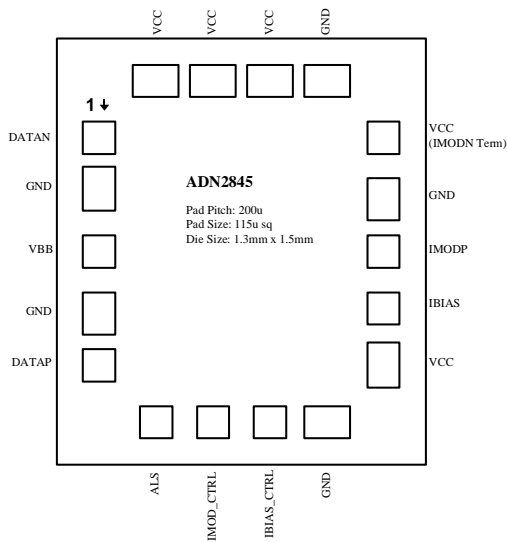 VCC
VCC
VCC
GND
1
DATAN
GND
VBB
GND
DATAP
ADN2845
Pad Pitch: 200u
Pad Size: 115u sq
Die Size: 1.3mm x 1.5mm
VCC
(IMODN Term)
GND
IMODP
IBIAS
VCC
ALS
IMOD_CTRL
IBIAS_CTRL
GND